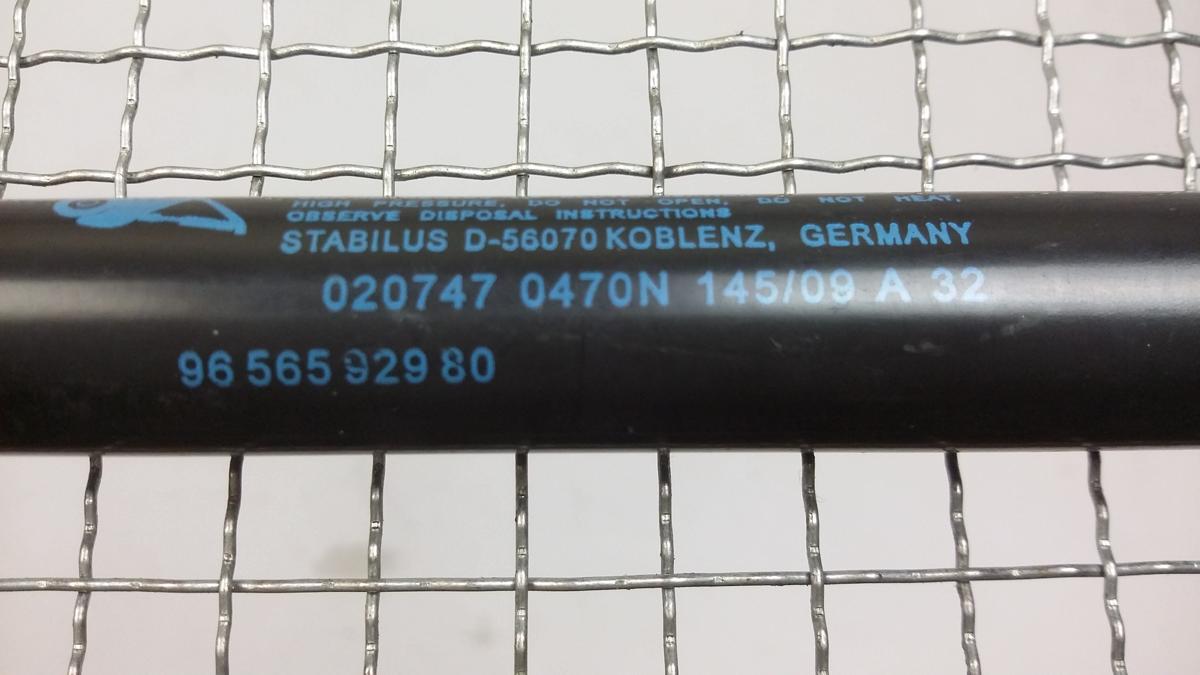 HIGH PRESSURE, DO NOT OPEN, DO NOT HEAT,
OBSERVE DISPOSAL INSTRUCTIONS
STABILUS D-56070 KOBLENZ, GERMANY
020747 0470N 145/09 A 32
96 565 929 80